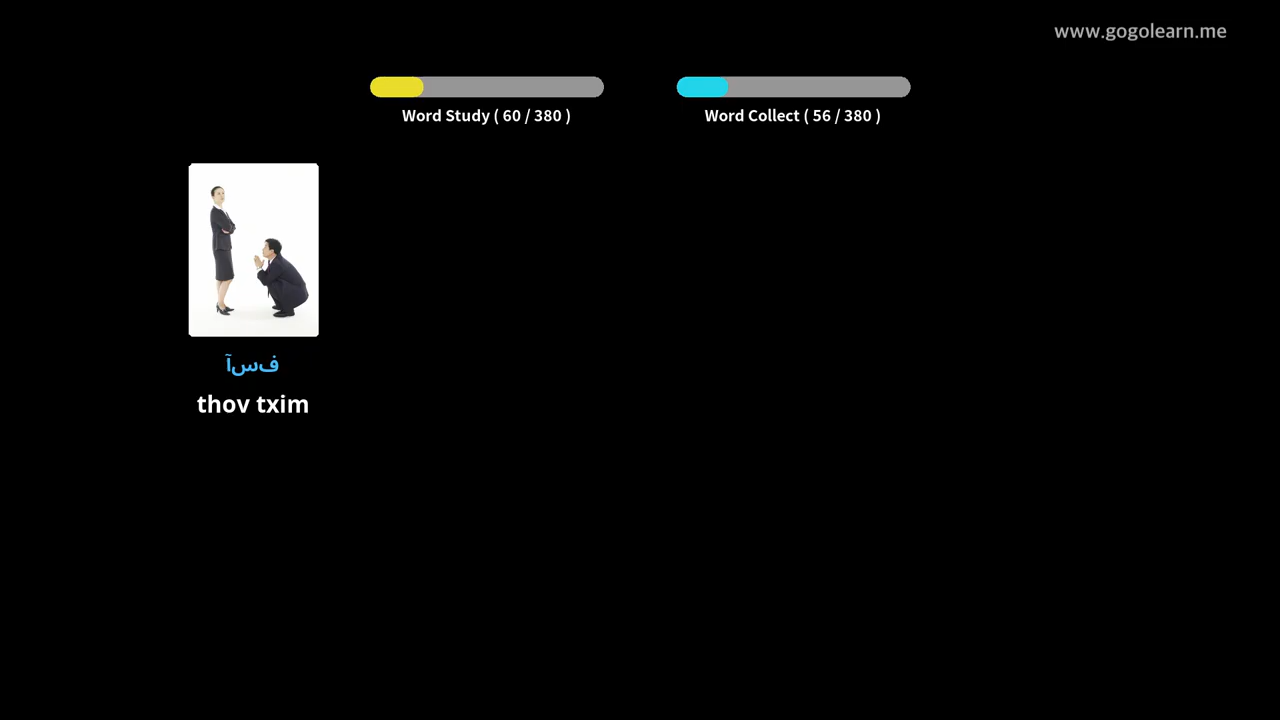 www.gogolearn.me
Word Study ( 60 / 380 )
Word Collect ( 56 / 380 )
فسآ
thov txim